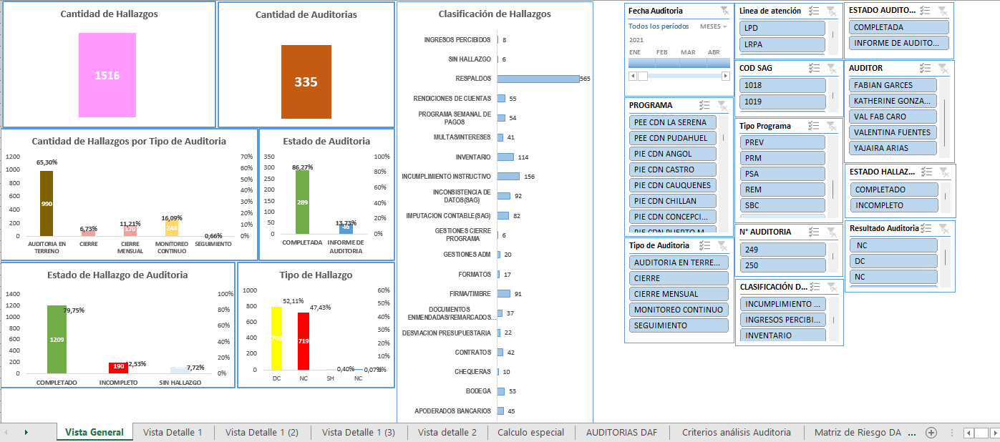 Cantidad de Hallazgos
1516
Cantidad de Auditorias
335
Cantidad de Hallazgos por Tipo de Auditoria
1200
1000
800
600
400
200
0
65,30%
990
6,73%
11,21%
170
16,09%
244
0,66%
70%
60%
50%
40%
30%
20%
10%
0%
AUDITORIA EN TERRENO
CIERRE
CIERRE MENSUAL
MONITOREO CONTINUO
SEGUIMIENTO
Estado de Auditoria
350
300
250
200
150
100
50
0
86,27%
289
13,73%
46
100%
80%
60%
40%
20%
0%
COMPLETADA
INFORME DE AUDITORIA
Estado de Hallazgo de Auditoria
1400
1200
1000
800
600
400
200
0
79,75%
1209
190
12,53%
7,72%
100%
80%
60%
40%
20%
0%
COMPLETADO
INCOMPLETO
SIN HALLAZGO
Tipo de Hallazgo
1000
800
600
400
200
0
52,11%
47,43%
719
0,40%
0,07%
60%
50%
40%
30%
20%
10%
0%
DC
NC
SH
NC
Clasificación de Hallazgos
INGRESOS PERCIBIDOS 8
SIN HALLAZGO 6
RESPALDOS 565
RENDICIONES DE CUENTAS 55
PROGRAMA SEMANAL DE
PAGOS 54
MULTAS/INTERESES 41
INVENTARIO 114
INCUMPLIMIENTO INSTRUCTIVO 156
INCONSISTENCIA DE
DATOS(SAG) 92
IMPUTACION CONTABLE(SAG) 82
GESTIONES CIERRE
PROGRAMA 6
GESTIONES ADM 20
FORMATOS 17
FIRMA/TIMBRE 91
DOCUMENTOS
ENMENDADAS/REMARCADOS... 37
DESVIACION PRESUPUESTARIA 22
CONTRATOS 42
CHEQUERAS 10
BODEGA 53
APODERADOS BANCARIOS 45
Fecha Auditoria
Todos los períodos MESES
2021
ENE FEB MAR ABR
PROGRAMA
PEE CDN LA SERENA
PEE CDN PUDAHUEL
PIE CDN ANGOL
PIE CDN CASTRO
PIE CDN CAUQUENES
PIE CDN CHILLAN
PIE CDN CONCEPCI...
PIE CDN PUERTO M...
Tipo de Auditoria
AUDITORIA EN TERRE...
CIERRE
CIERRE MENSUAL
MONITOREO CONTINUO
SEGUIMIENTO
Linea de atención
LPD
LRPA
COD SAG
1018
1019
Tipo Programa
PREV
PRM
PSA
REM
SBC
N° AUDITORIA
249
250
CLASIFICACIÓN D...
INCUMPLIMIENTO ...
INGRESOS PERCIBI...
INVENTARIO
ESTADO AUDITO...
COMPLETADA
INFORME DE AUDITO...
AUDITOR
FABIAN GARCES
KATHERINE GONZA...
VAL FAB CARO
VALENTINA FUENTES
YAJAIRA ARIAS
ESTADO HALLAZ...
COMPLETADO
INCOMPLETO
Resultado Auditoria
NC
DC
NC
Vista General
Vista Detalle 1
Vista Detalle 1 (2)
Vista Detalle 1 (3)
Vista detalle 2
Calculo especial
AUDITORIAS DAF
Criterios análisis Auditoria
Matriz de Riesgo DA ...